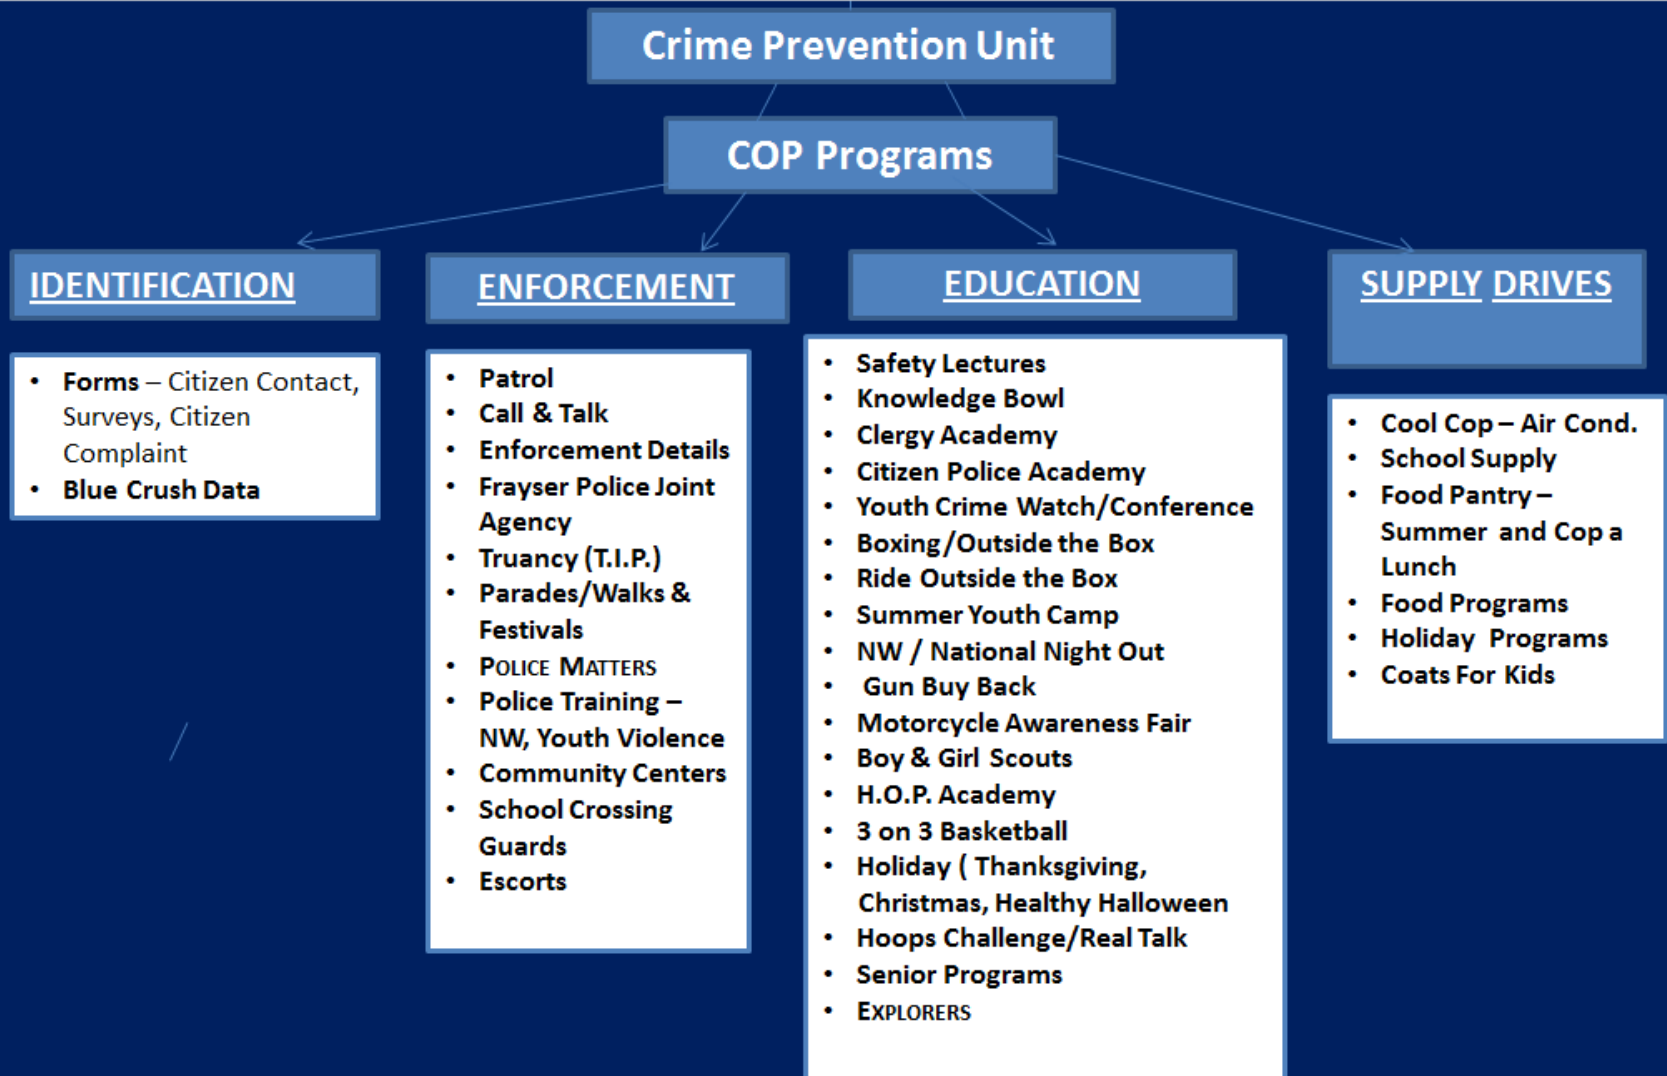 Crime Prevention Unit
COP Programs
IDENTIFICATION
• Forms – Citizen Contact,
Surveys, Citizen
Complaint
• Blue Crush Data
ENFORCEMENT
• Patrol
• Call & Talk
• Enforcement Details
• Frayser Police Joint
Agency
• Truancy (T.I.P.)
• Parades/Walks &
Festivals
• POLICE MATTERS
• Police Training –
NW, Youth Violence
• Community Centers
• School Crossing
Guards
• Escorts
EDUCATION
• Safety Lectures
• Knowledge Bowl
• Clergy Academy
• Citizen Police Academy
• Youth Crime Watch/Conference
• Boxing/Outside the Box
• Ride Outside the Box
• Summer Youth Camp
• NW / National Night Out
• Gun Buy Back
• Motorcycle Awareness Fair
• Boy & Girl Scouts
• H.O.P. Academy
• 3 on 3 Basketball
• Holiday ( Thanksgiving,
Christmas, Healthy Halloween
• Hoops Challenge/Real Talk
• Senior Programs
• EXPLORERS
SUPPLY DRIVES
• Cool Cop – Air Cond.
• School Supply
• Food Pantry –
Summer and Cop a
Lunch
• Food Programs
• Holiday Programs
• Coats For Kids